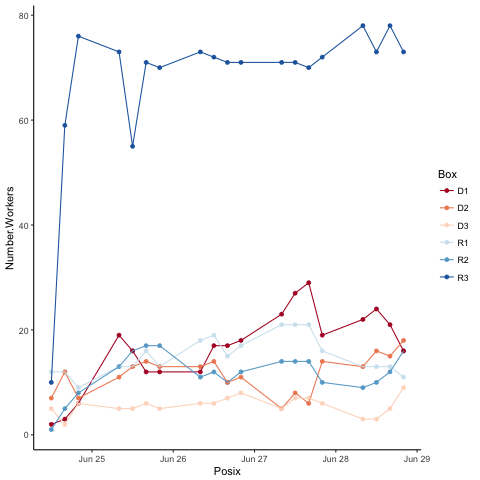 80
60
40
20
0
Number.Workers
Jun 25
Jun 26
Jun 27
Jun 28
Jun 29
Posix
Box
D1
D2
D3
R1
R2
R3